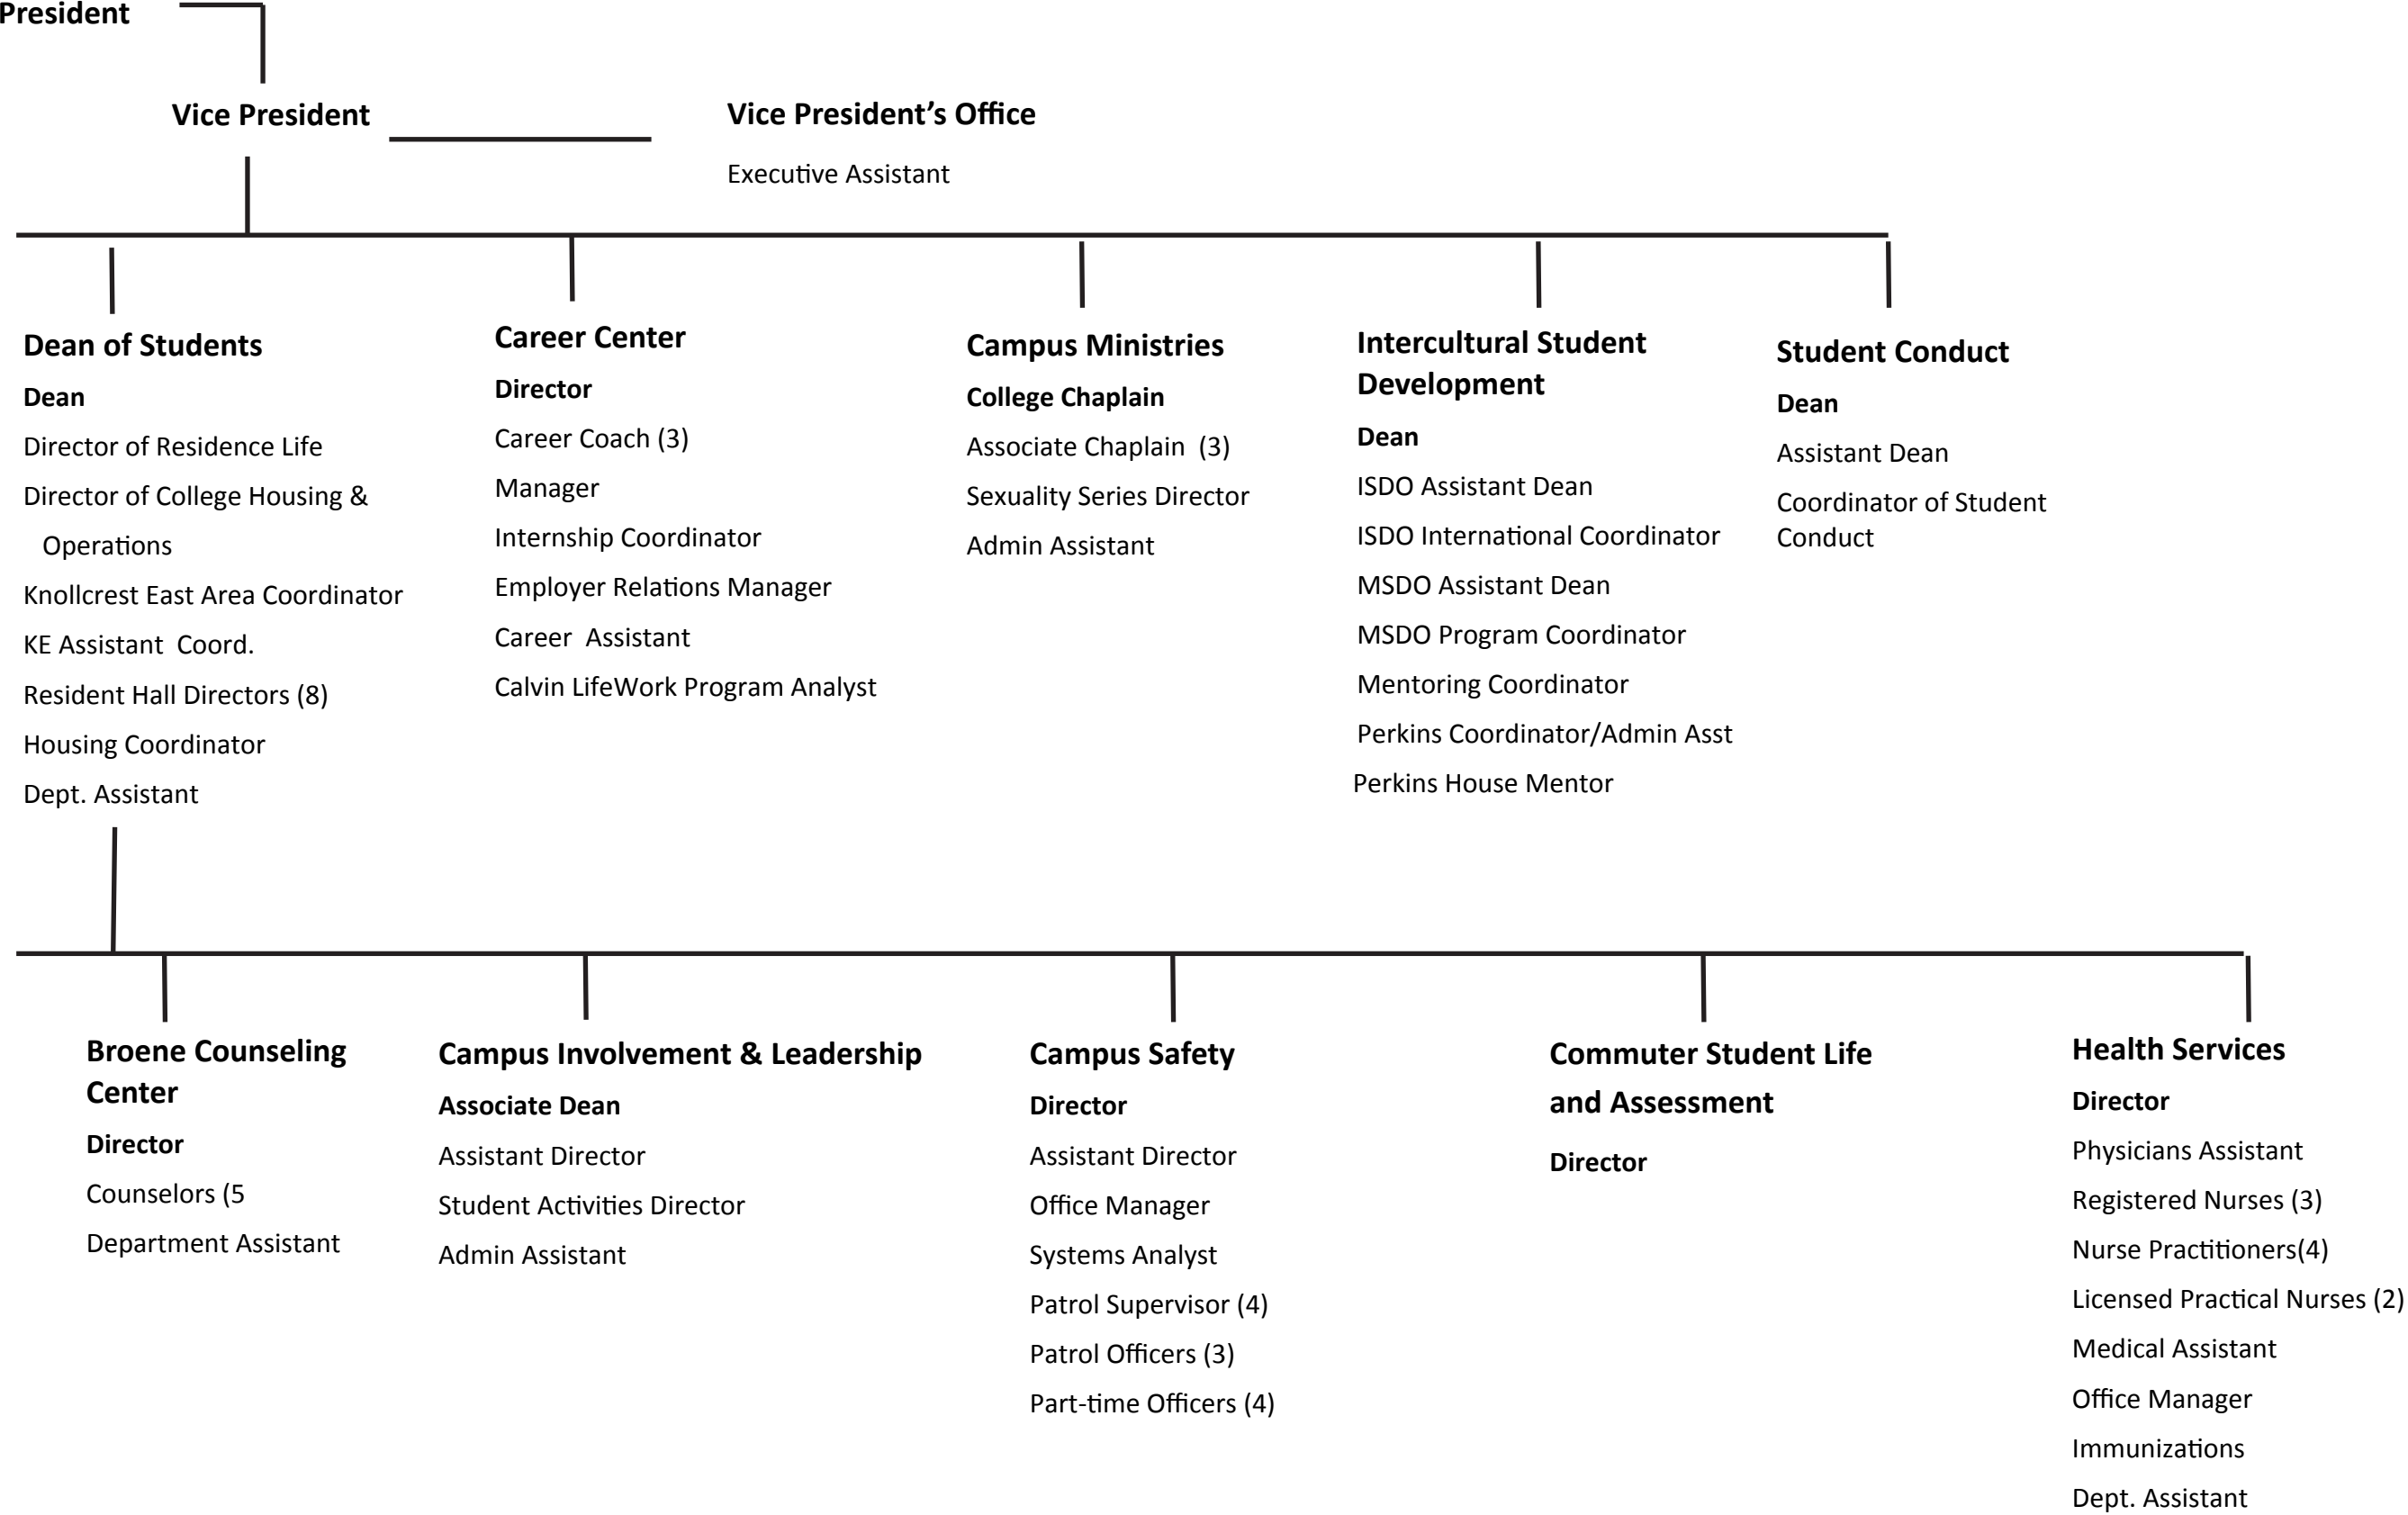 President
Vice President
Vice President’s Office
Executive Assistant
Dean of Students
Dean
Director of Residence Life
Director of College Housing &
Operations
Knollcrest East Area Coordinator
KE Assistant  Coord.
Resident Hall Directors (8)
Housing Coordinator
Dept. Assistant
Career Center
Director
Career Coach (3)
Manager
Internship Coordinator
Employer Relations Manager
Career  Assistant
Calvin LifeWork Program Analyst
Campus Ministries
College Chaplain
Associate Chaplain  (3)
Sexuality Series Director
Admin Assistant
Intercultural Student
Development
Dean
ISDO Assistant Dean
ISDO International Coordinator
MSDO Assistant Dean
MSDO Program Coordinator
Mentoring Coordinator
Perkins Coordinator/Admin Asst
Perkins House Mentor
Student Conduct
Dean
Assistant Dean
Coordinator of Student
Conduct
Broene Counseling
Center
Director
Counselors (5
Department Assistant
Campus Involvement & Leadership
Associate Dean
Assistant Director
Student Activities Director
Admin Assistant
Campus Safety
Director
Assistant Director
Office Manager
Systems Analyst
Patrol Supervisor (4)
Patrol Officers (3)
Part-time Officers (4)
Commuter Student Life
and Assessment
Director
Health Services
Director
Physicians Assistant
Registered Nurses (3)
Nurse Practitioners(4)
Licensed Practical Nurses (2)
Medical Assistant
Office Manager
Immunizations
Dept. Assistant